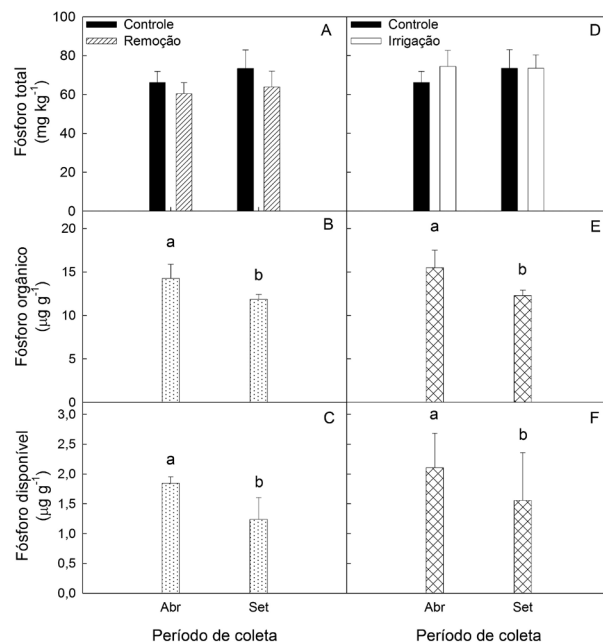 100
80
60
40
20
0
Fósforo total
(mg kg-1)
Controle
Remoção
A
Controle
Irrigação
D
20
15
10
5
0
Fósforo orgânico
(µg g-1)
a
b
B
a
b
E
3,0
2,5
2,0
1,5
1,0
0,5
0,0
Fósforo disponível
(µg g-1)
a
b
C
a
b
F
Abr
Set
Abr
Set
Período de coleta
Período de coleta